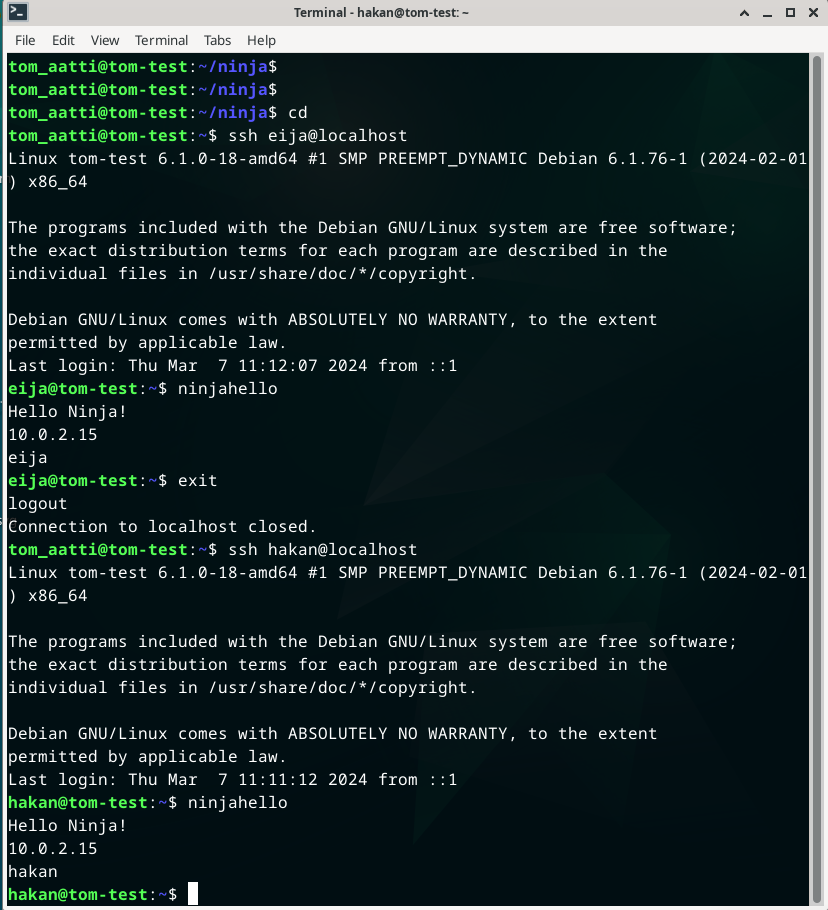 Terminal - hakan@tom-test: ~
File Edit View Terminal Tabs Help
tom_aatti@tom-test:~/ninja$
tom_aatti@tom-test:~/ninja$
tom_aatti@tom-test:~/ninja$ cd
tom_aatti@tom-test:~$ ssh eija@localhost
Linux tom-test 6.1.0-18-amd64 #1 SMP PREEMPT_DYNAMIC Debian 6.1.76-1 (2024-02-01
) x86_64

The programs included with the Debian GNU/Linux system are free software;
the exact distribution terms for each program are described in the
individual files in /usr/share/doc/*/copyright.

Debian GNU/Linux comes with ABSOLUTELY NO WARRANTY, to the extent
permitted by applicable law.
Last login: Thu Mar  7 11:12:07 2024 from ::1
eija@tom-test:~$ ninjahello
Hello Ninja!
10.0.2.15
eija
eija@tom-test:~$ exit
logout
Connection to localhost closed.
tom_aatti@tom-test:~$ ssh hakan@localhost
Linux tom-test 6.1.0-18-amd64 #1 SMP PREEMPT_DYNAMIC Debian 6.1.76-1 (2024-02-01
) x86_64

The programs included with the Debian GNU/Linux system are free software;
the exact distribution terms for each program are described in the
individual files in /usr/share/doc/*/copyright.

Debian GNU/Linux comes with ABSOLUTELY NO WARRANTY, to the extent
permitted by applicable law.
Last login: Thu Mar  7 11:11:12 2024 from ::1
hakan@tom-test:~$ ninjahello
Hello Ninja!
10.0.2.15
hakan
hakan@tom-test:~$